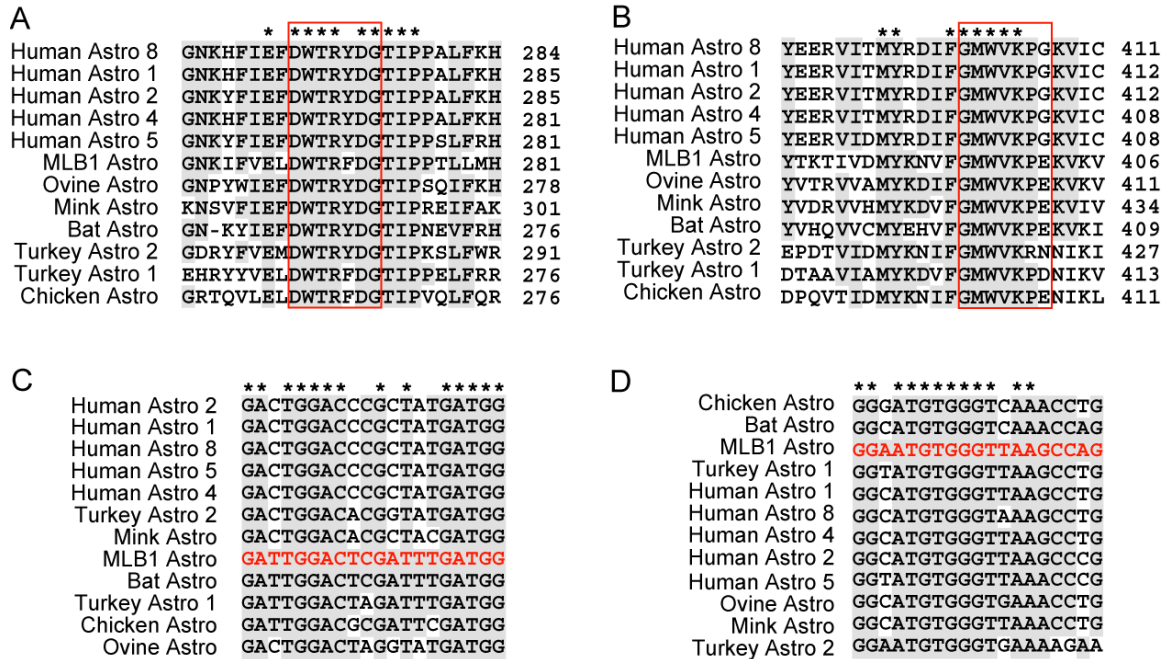 A
* **** *****
Human Astro 8 GNKHFIEFDWTRYDGTIPPALFKH 284
Human Astro 1 GNKYFIEFDWTRYDGTIPPALFKH 285
Human Astro 2 GNKYFIEFDWTRYDGTIPPALFKH 285
Human Astro 4 GNKYFIEFDWTRYDGTIPPALFKH 281
Human Astro 5 GNKYFIEFDWTRYDGTIPPSLFRH 281
MLB1 Astro GNKIFVELDWTRFDGTIPPTLLMH 281
Ovine Astro GNPYWIEFDWTRYDGTIPSQIFKH 278
Mink Astro KNSVFIEFDWTRYDGTIPREIFAK 301
Bat Astro GN-KYIEFDWTRYDGTIPNEVFRH 276
Turkey Astro 2 GDRYFVEMDWTRYDGTIPKSLFWR 291
Turkey Astro 1 EHRYYVELDWTRFDGTIPPELFRR 276
Chicken Astro GRTQVLELDWTRFDGTIPVQLFQR 276
B
** ******
Human Astro 8 YEERVITMYRDIFGMWVKPGKVIC 411
Human Astro 1 YEERVITMYRDIFGMWVKPGKVIC 412
Human Astro 2 YEERVITMYRDIFGMWVKPGKVIC 412
Human Astro 4 YEERVITMYRDIFGMWVKPGKVIC 408
Human Astro 5 YEERVIDMYRDIFGMWVKPGKVIC 408
MLB1 Astro YTKTIVDMYKNVFGMWVKPEKVKV 406
Ovine Astro YVTRVVAMYKDIFGMWVKPEKVKV 411
Mink Astro YVDRVVHMYKDVFGMWVKPEKVKV 434
Bat Astro YVHQVVCMYEHVFGMWVKPEKVKI 409
Turkey Astro 2 EPDTVIDMYKNIFGMWVKRNNIKI 427
Turkey Astro 1 DTAAVIAMYKDVFGMWVKPDNIKV 413
Chicken Astro DPQVTIDMYKNIFGMWVKPENIKL 411
C
** ***** * * *****
Human Astro 2 GACTGGACCCGCTATGATGG
Human Astro 1 GACTGGACCCGCTATGATGG
Human Astro 8 GACTGGACCCGCTATGATGG
Human Astro 5 GACTGGACCCGCTATGATGG
Human Astro 4 GACTGGACCCGCTATGATGG
Turkey Astro 2 GACTGGACACGGTATGATGG
Mink Astro GACTGGACACGCTACGATGG
MLB1 Astro GATTGGACTCGATTTGATGG
Bat Astro GATTGGACTCGATTTGATGG
Turkey Astro 1 GATTGGACTAGATTTGATGG
Chicken Astro GATTGGACGCGATTCGATGG
Ovine Astro GACTGGACTAGGTATGATGG
D
** ******** **
Chicken Astro GGGATGTGGGTCAAACCTG
Bat Astro GGCATGTGGGTCAAACCAG
MLB1 Astro GGAATGTGGGTTAAGCCAG
Turkey Astro 1 GGTATGTGGGTTAAGCCTG
Human Astro 1 GGCATGTGGGTTAAGCCTG
Human Astro 8 GGCATGTGGGTAAAGCCTG
Human Astro 4 GGCATGTGGGTTAAGCCTG
Human Astro 2 GGCATGTGGGTTAAGCCCG
Human Astro 5 GGTATGTGGGTTAAACCCG
Ovine Astro GGCATGTGGGTGAAACCTG
Mink Astro GGCATGTGGGTTAAACCTG
Turkey Astro 2 GGAATGTGGGTGAAAAGAA